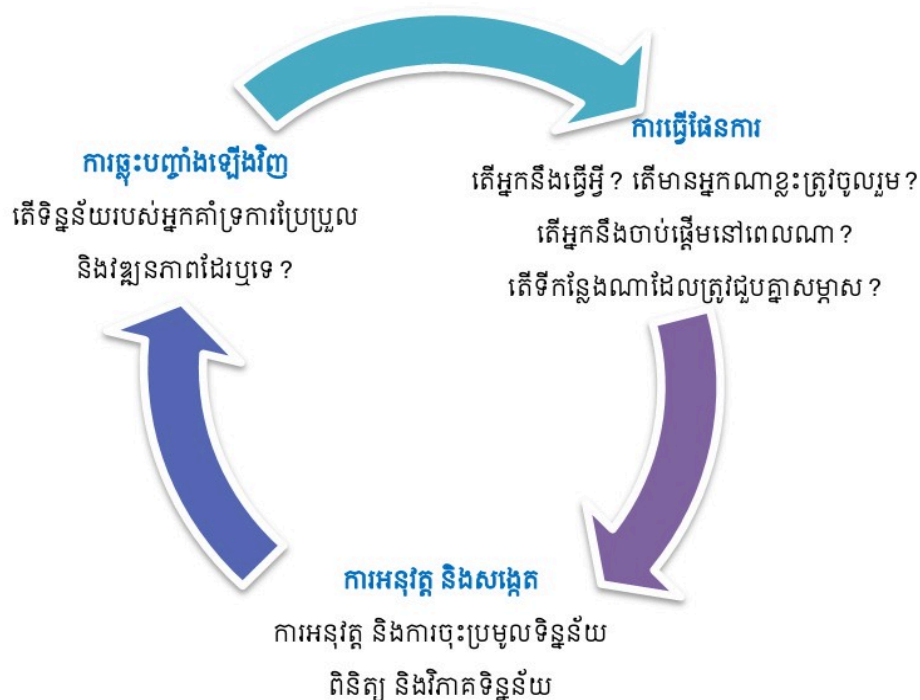 ការធ្វើផែនការ
តើអ្នកនឹងធ្វើអ្វី? តើមានអ្នកណាខ្លះត្រូវចូលរួម?
តើអ្នកនឹងចាប់ផ្ដើមនៅពេលណា?
តើទីកន្លែងណាដែលត្រូវជួបគ្នាសម្ភាស?
ការអនុវត្ត និងសង្កេត
ការអនុវត្ត និងការចុះប្រមូលទិន្នន័យ
ពិនិត្យ និងវិភាគទិន្នន័យ
ការឆ្លុះបញ្ចាំងឡើងវិញ
តើទិន្នន័យរបស់អ្នកគាំទ្រការប្រែប្រួល
និងវឌ្ឍនភាពដែរឬទេ?